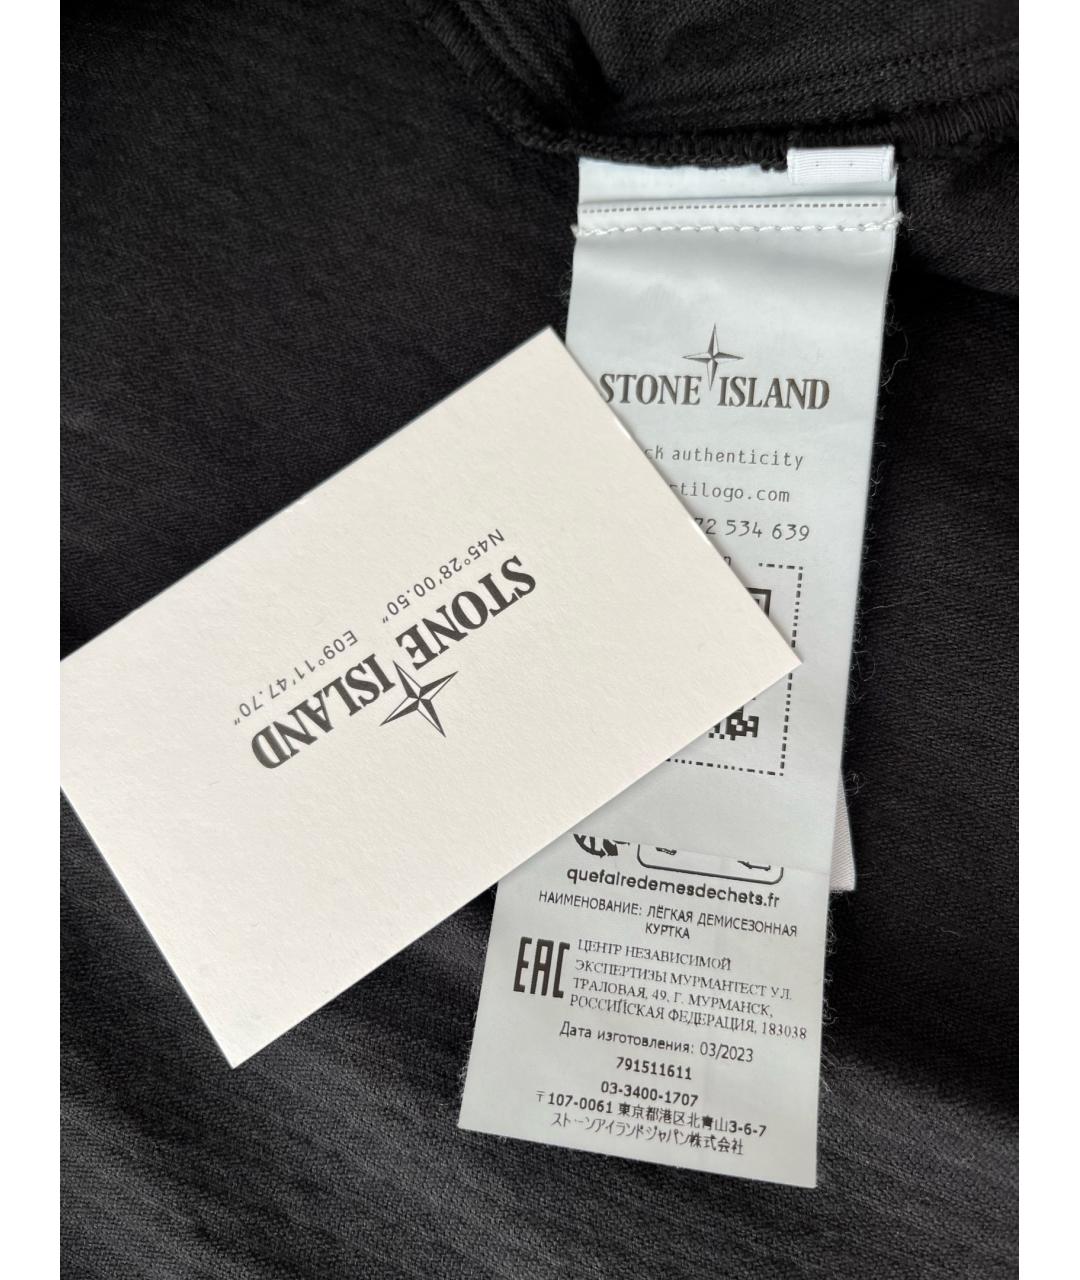 STONE ISLAND
authenticity
72 534 639
N45°28'00.50" E09°11'47.70"
STONE ISLAND
quefairedemesdechets.fr
НАИМЕНОВАНИЕ: ЛЁГКАЯ ДЕМИСЕЗОННАЯ
КУРТКА
EAC
ЦЕНТР НЕЗАВИСИМОЙ
ЭКСПЕРТИЗЫ МУРМАНТЕСТ УЛ.
ТРАЛОВАЯ, 49, Г. МУРМАНСК,
РОССИЙСКАЯ ФЕДЕРАЦИЯ, 183038
Дата изготовления: 03/2023
791511611
03-3400-1707
〒107-0061 東京都港区北青山3-6-7
ストーンアイランドジャパン株式会社